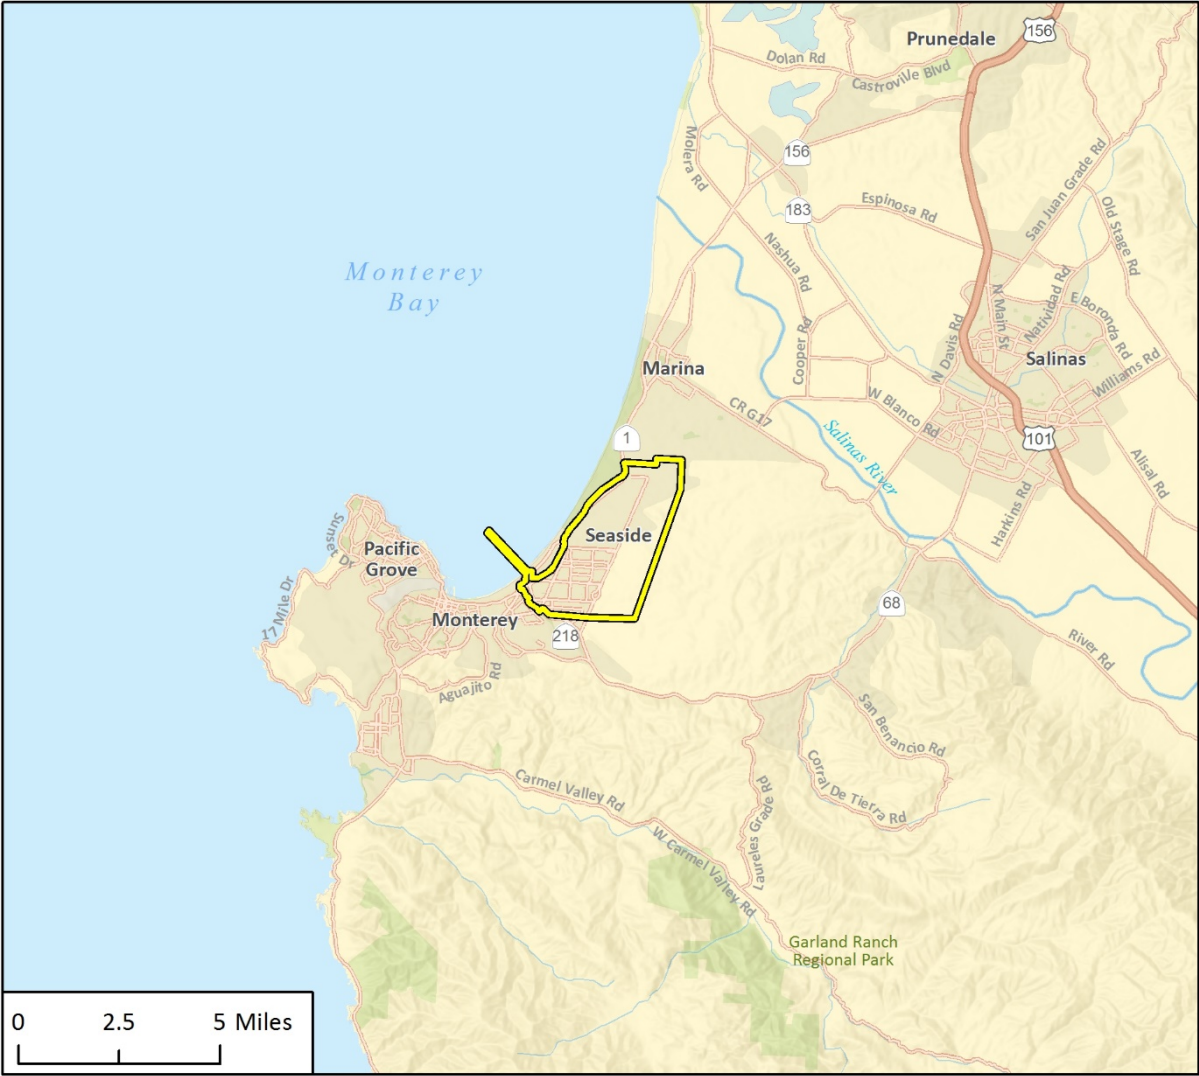 Prunedale
156
Dolan Rd
Castroville Blvd
Molera Rd
156
San Juan Grade Rd
183
Espinosa Rd
Old Stage Rd
Monterey
Bay
Nashua Rd
N Main St
Natividad Rd
E Boronda Rd
Cooper Rd
N Davis Rd
Salinas
Marina
Williams Rd
CR G17
W Blanco Rd
1
Salinas River
101
Alisal Rd
Harkins Rd
Sunset Dr
Seaside
Pacific
Grove
17 Mile Dr
Monterey
68
218
River Rd
Aguajito Rd
San Benancio Rd
Carmel Valley Rd
Corral De Tierra Rd
Laureles Grade Rd
W Carmel Valley Rd
Garland Ranch
Regional Park
0 2.5 5 Miles